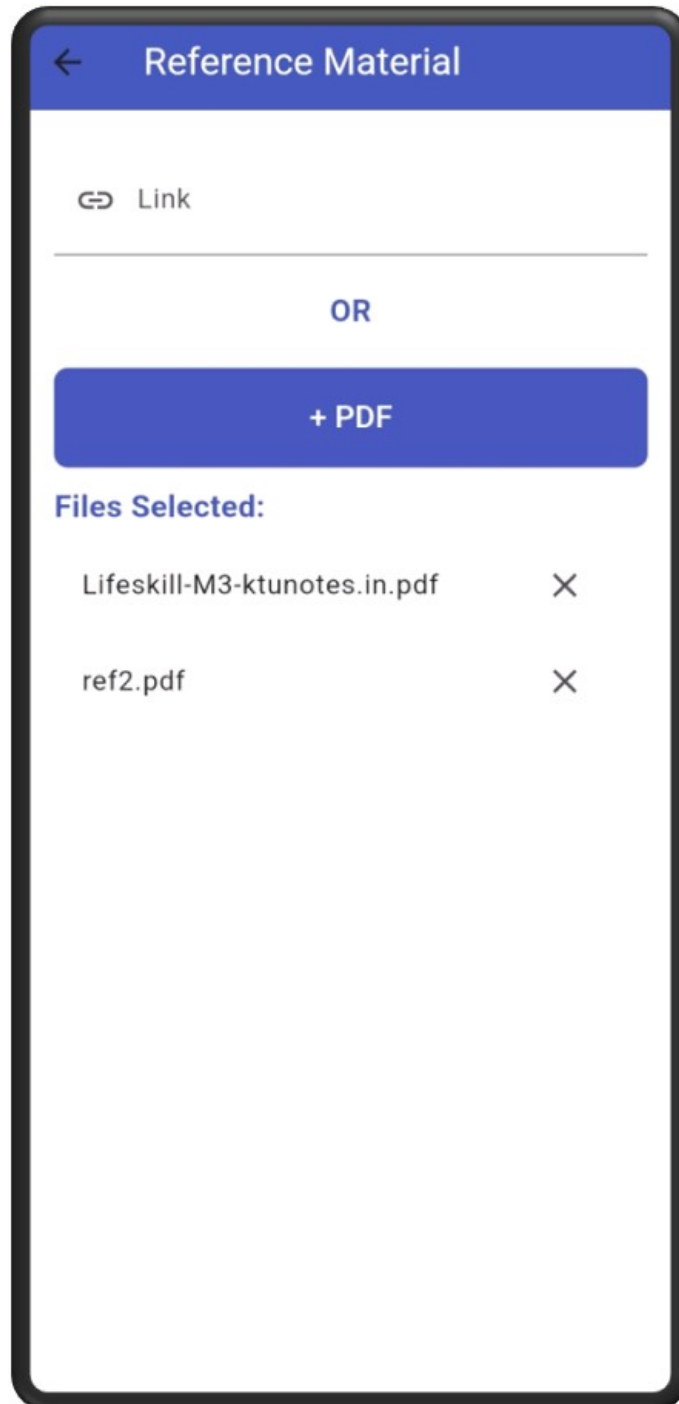 Reference Material
Link
OR
+ PDF
Files Selected:
Lifeskill-M3-ktunotes.in.pdf
ref2.pdf